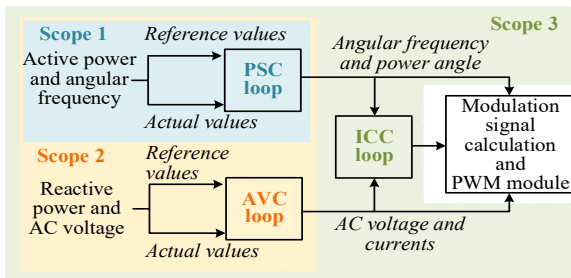 Scope 1
Reference values
Active power
and angular
frequency
PSC
loop
Actual values
Scope 2
Reference
values
Reactive
power and
AC voltage
AVC
loop
Actual values
Scope 3
Angular frequency
and power angle
ICC
loop
AC voltage and
currents
Modulation
signal
calculation
and
PWM module